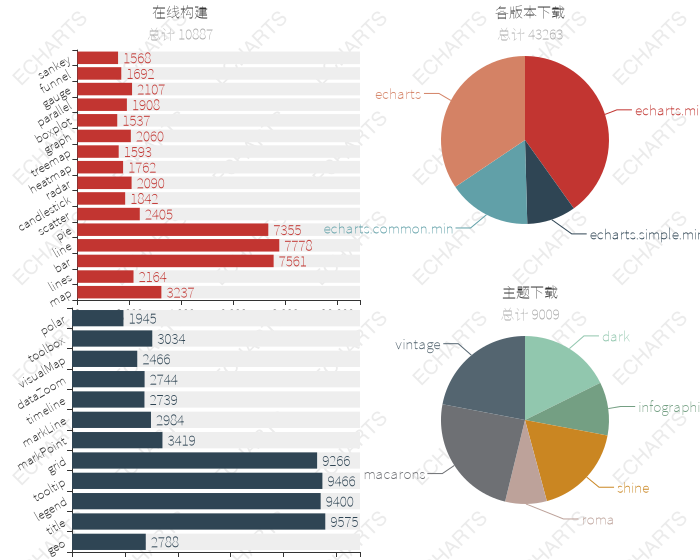 在线构建
总计 10887
sankey 1568
funnel 1692
gauge 2107
parallel 1908
boxplot 1537
graph 2060
treemap 1593
heatmap 1762
radar 2090
candlestick 1842
scatter 2405
pie 7355
line 7778
bar 7561
lines 2164
map 3237
polar 1945
toolbox 3034
visualMap 2466
dataZoom 2744
timeline 2739
markLine 2984
markPoint 3419
grid 9266
tooltip 9466
legend 9400
title 9575
geo 2788
各版本下载
总计 43263
echarts
echarts.mi
echarts.common.min
echarts.simple.min
主题下载
总计 9009
vintage
dark
infographi
macarons
shine
roma
ECHARTS